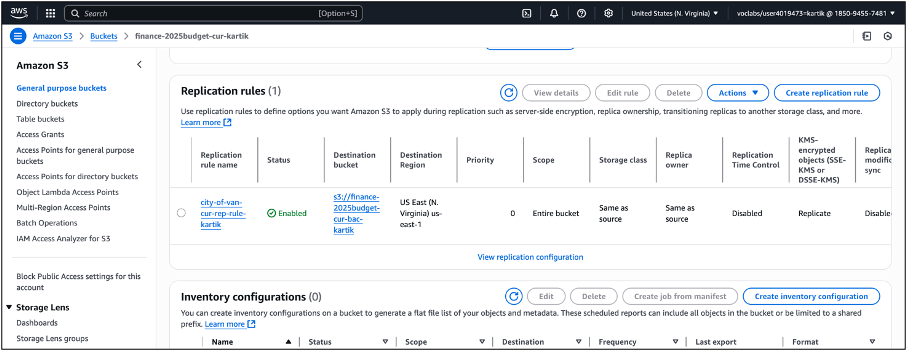 aws
Search
[Option+S]
United States (N. Virginia)
voclabs/user4019473=kartik @ 1850-9455-7481
Amazon S3
Buckets
finance-2025budget-cur-kartik
Amazon S3
General purpose buckets
Directory buckets
Table buckets
Access Grants
Access Points for general purpose
buckets
Access Points for directory buckets
Object Lambda Access Points
Multi-Region Access Points
Batch Operations
IAM Access Analyzer for S3
Block Public Access settings for this
account
Storage Lens
Dashboards
Storage Lens groups
Replication rules (1)
View details
Edit rule
Delete
Actions
Create replication rule
Use replication rules to define options you want Amazon S3 to apply during replication such as server-side encryption, replica ownership, transitioning replicas to another storage class, and more.
Learn more
Replication
rule name
Status
Destination
bucket
Destination
Region
Priority
Scope
Storage class
Replica
owner
Replication
Time Control
KMS-
encrypted
objects (SSE-
KMS or
DSSE-KMS)
Replica
modific
sync
city-of-van-
cur-rep-rule-
kartik
Enabled
s3://finance-
2025budget-
cur-bac-
kartik
US East (N.
Virginia) us-
east-1
0
Entire bucket
Same as
source
Same as
source
Disabled
Replicate
Disable
View replication configuration
Inventory configurations (0)
Edit
Delete
Create job from manifest
Create inventory configuration
You can create inventory configurations on a bucket to generate a flat file list of your objects and metadata. These scheduled reports can include all objects in the bucket or be limited to a shared
prefix. Learn more
Name
Status
Scope
Destination
Frequency
Last export
Format